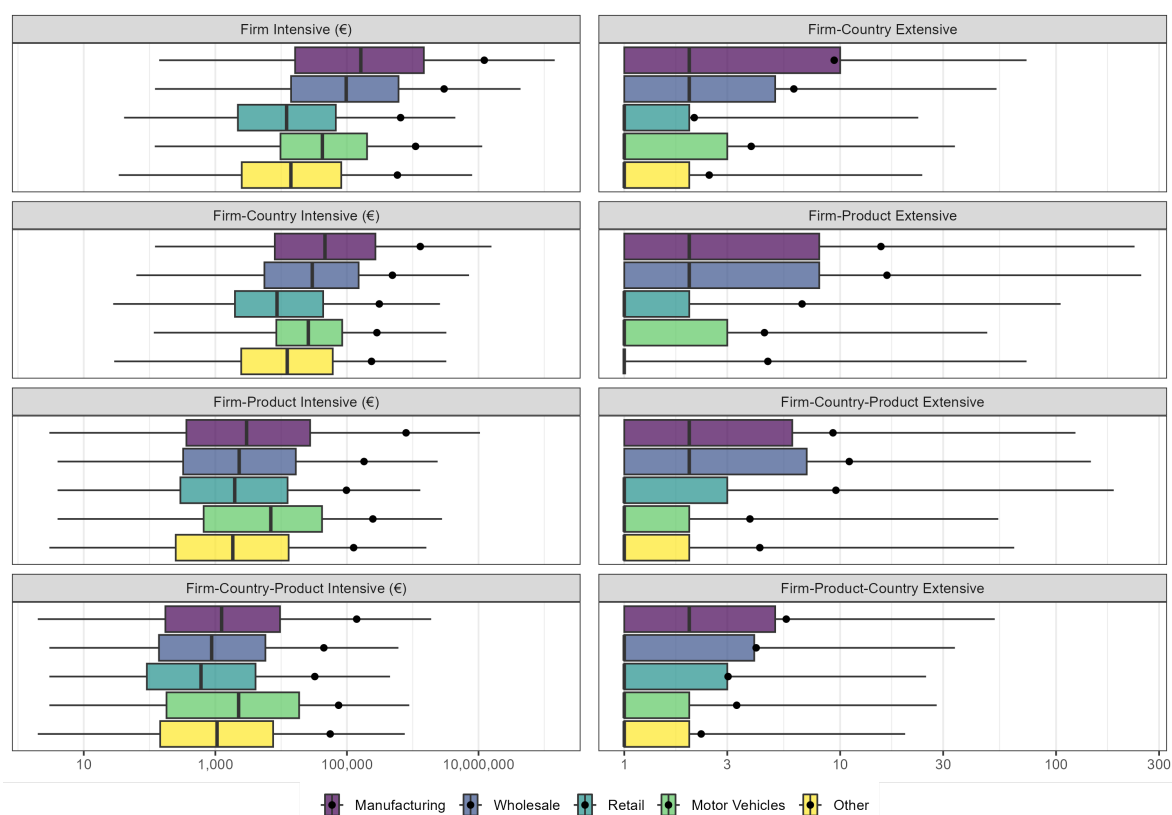 Firm Intensive (€)
Firm-Country Extensive
Firm-Country Intensive (€)
Firm-Product Extensive
Firm-Product Intensive (€)
Firm-Country-Product Extensive
Firm-Country-Product Intensive (€)
Firm-Product-Country Extensive
10 1,000 100,000 10,000,000
1 3 10 30 100 300
Manufacturing Wholesale Retail Motor Vehicles Other